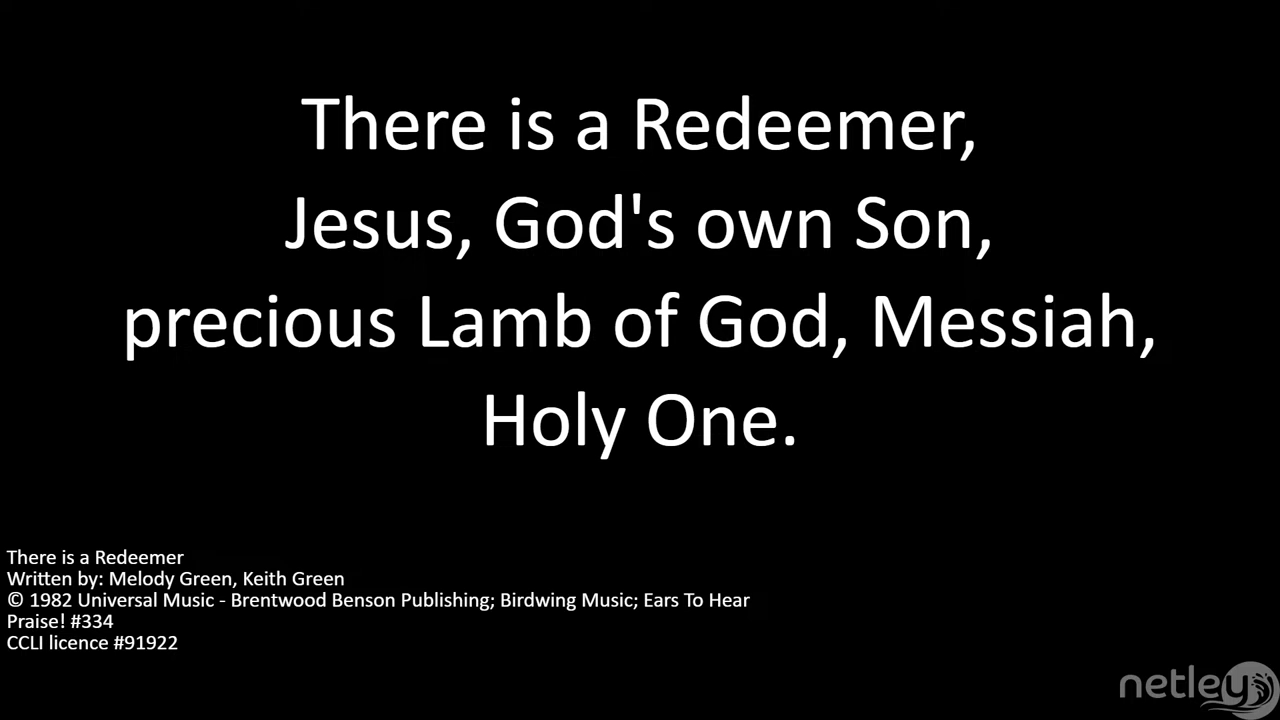 There is a Redeemer,
Jesus, God's own Son,
precious Lamb of God, Messiah,
Holy One.
There is a Redeemer
Written by: Melody Green, Keith Green
© 1982 Universal Music - Brentwood Benson Publishing; Birdwing Music; Ears To Hear
Praise! #334
CCLI licence #91922
netley